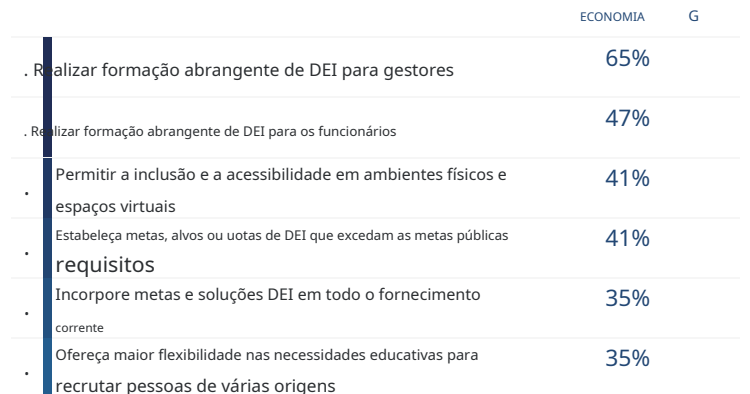 ECONOMIA G
. Realizar formação abrangente de DEI para gestores 65%
. Realizar formação abrangente de DEI para os funcionários 47%
. Permitir a inclusão e a acessibilidade em ambientes físicos e 41%
espaços virtuais
. Estabeleça metas, alvos ou uotas de DEI que excedam as metas públicas 41%
requisitos
. Incorpore metas e soluções DEI em todo o fornecimento 35%
corrente
. Ofereça maior flexibilidade nas necessidades educativas para 35%
recrutar pessoas de várias origens